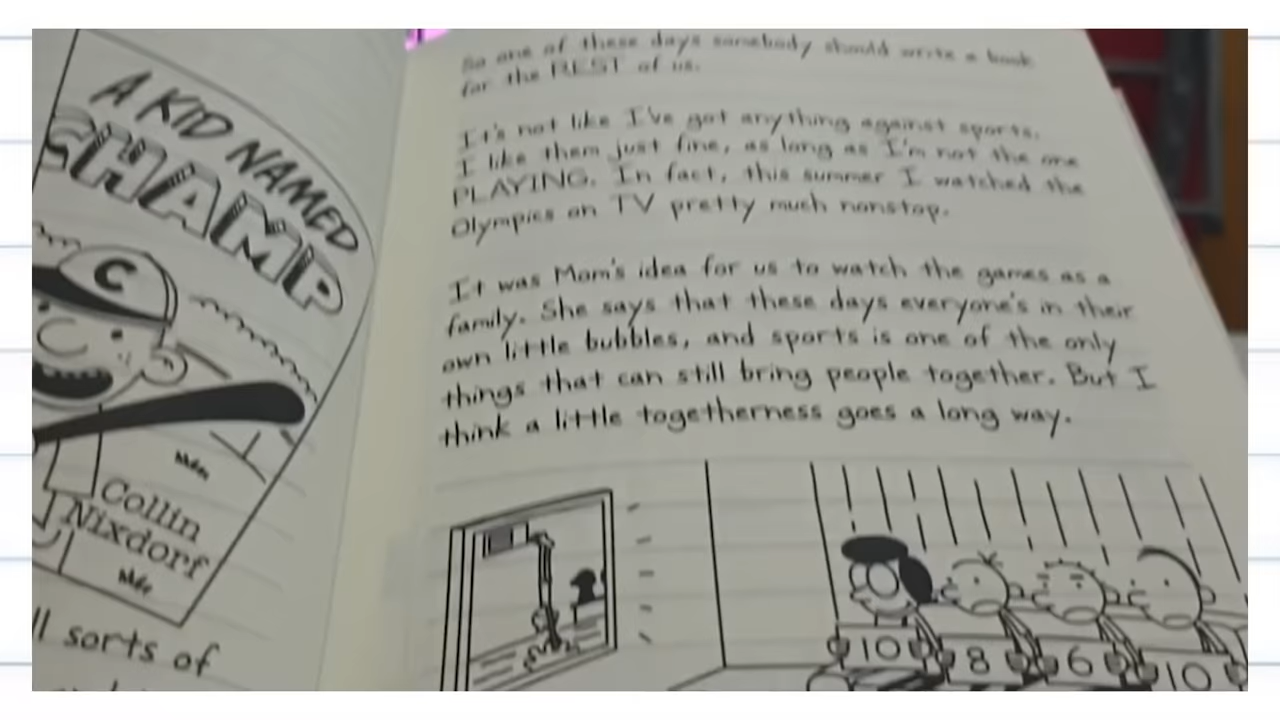 A KID NAMED
CHAMP
C
Collin
Nixdorf
ll sorts of
So one of these days somebody should write a book
for the REST of us.
It's not like I've got anything against sports.
I like them just fine, as long as I'm not the one
PLAYING. In fact, this summer I watched the
Olympics on TV pretty much nonstop.
It was Mom's idea for us to watch the games as a
family. She says that these days everyone's in their
own little bubbles, and sports is one of the only
things that can still bring people together. But I
think a little togetherness goes a long way.
10 8 6 10